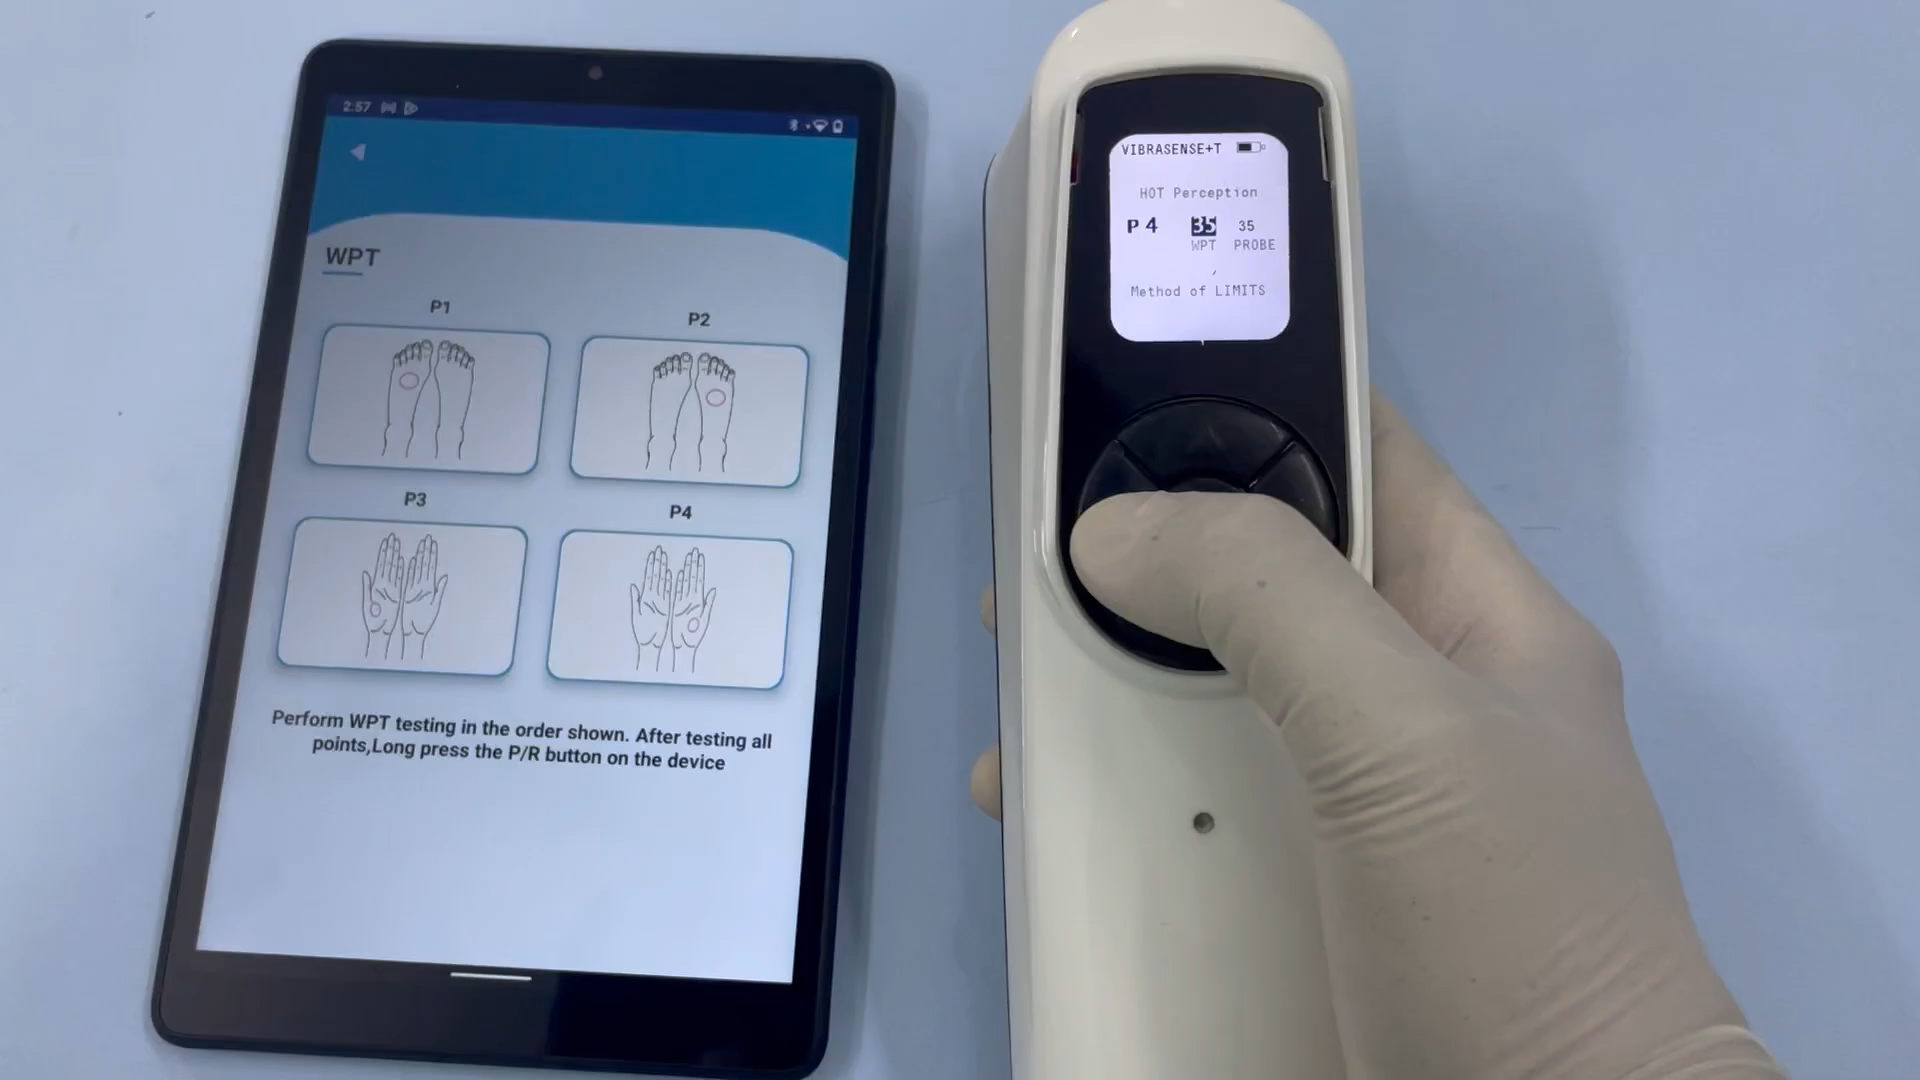 2:57
WPT
P1
P2
P3
P4
Perform WPT testing in the order shown. After testing all
points,Long press the P/R button on the device
VIBRASENSE+T
HOT Perception
P 4 35 35
WPT PROBE
Method of LIMITS